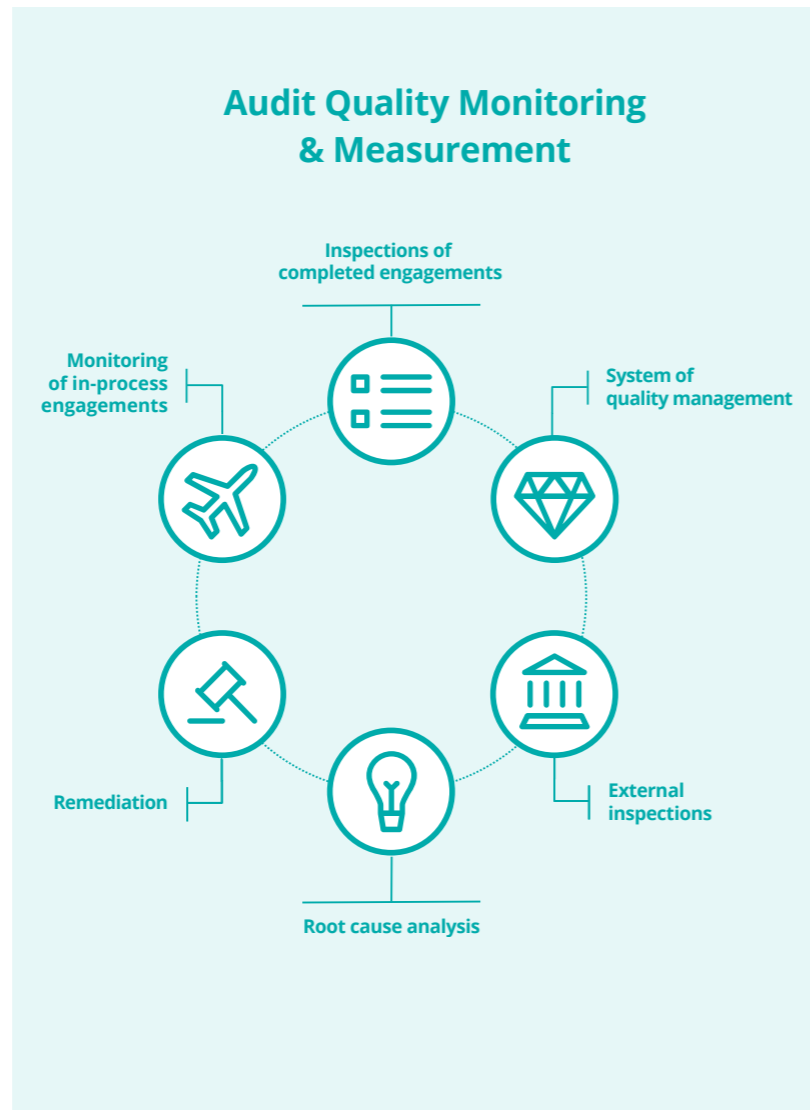 Audit Quality Monitoring
& Measurement
Inspections of
completed engagements
Monitoring
of in-process
engagements
System of
quality management
Remediation
External
inspections
Root cause analysis